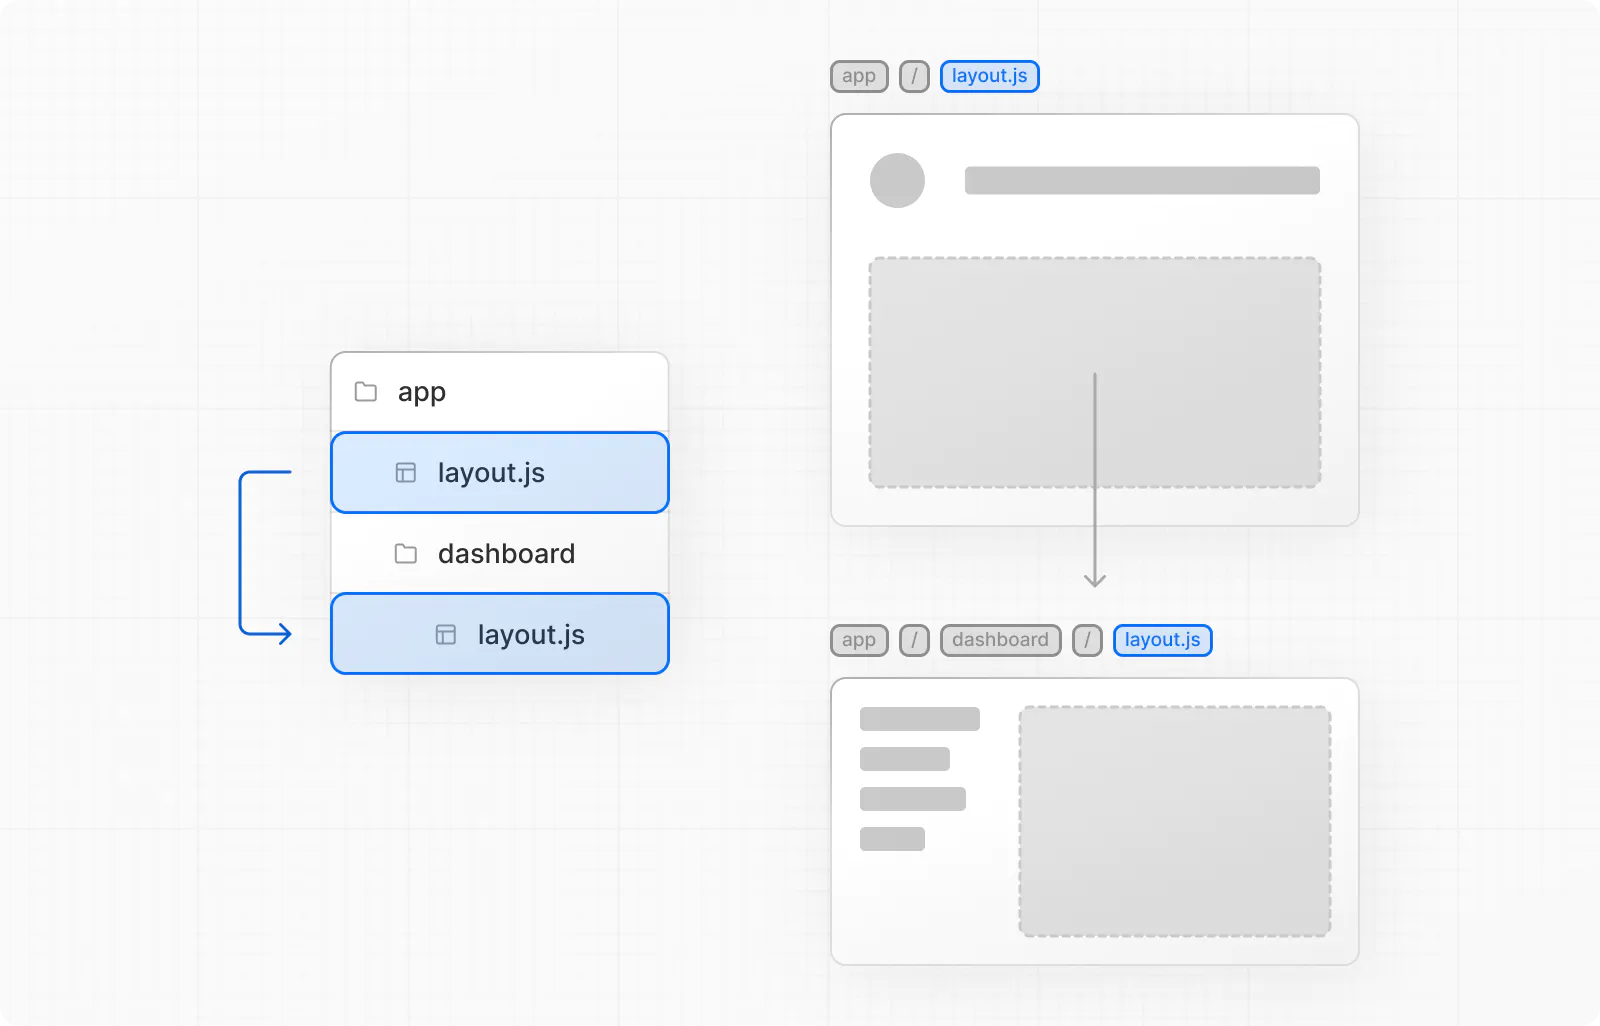 app
layout.js
dashboard
layout.js
app / layout.js
app / dashboard / layout.js